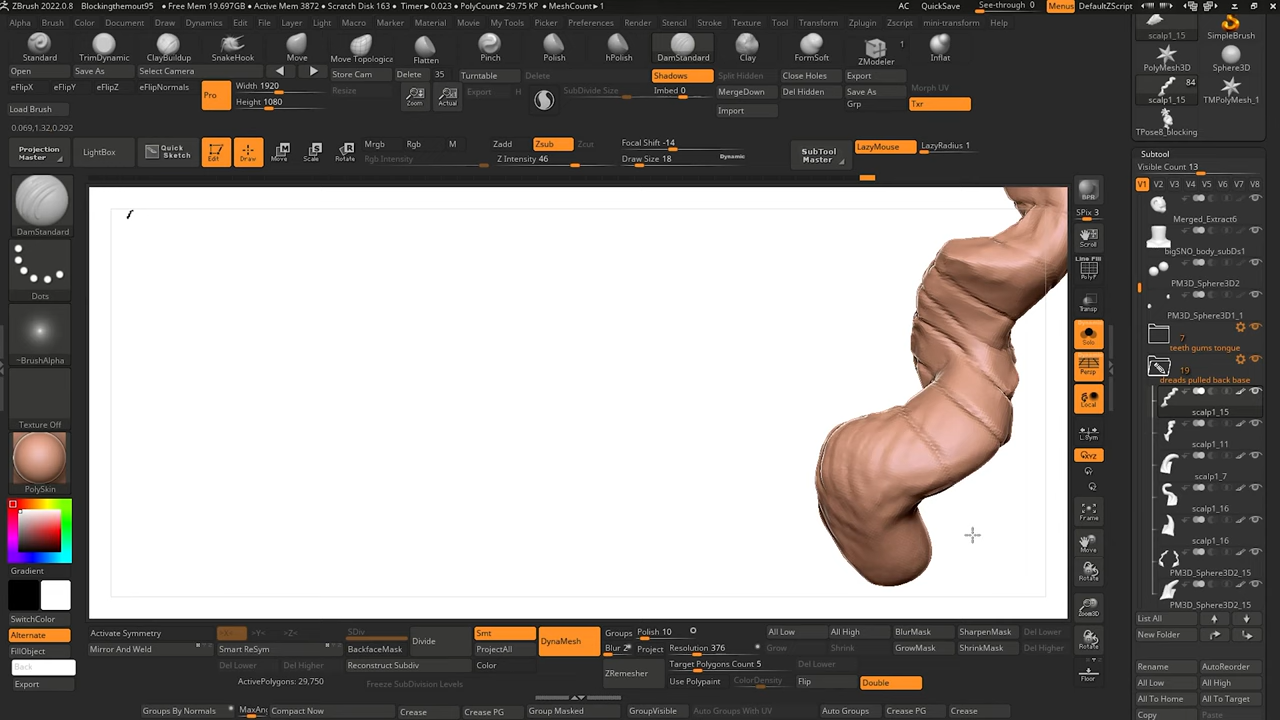 ZBrush 2022.0.8 Blockingthemout95 • Free Mem 19.697GB • Active Mem 3872 • Scratch Disk 163 • Timer▸0.023 • PolyCount▸29.75 KP • MeshCount▸1 AC QuickSave See-through 0 Menus DefaultZScript
Alpha Brush Color Document Draw Dynamics Edit File Layer Light Macro Marker Material Movie My Tools Picker Preferences Render Stencil Stroke Texture Tool Transform Zplugin Zscript mini-transform Help
Standard TrimDynamic ClayBuildup SnakeHook Move Move Topologica Flatten Pinch Polish hPolish DamStandard Clay FormSoft ZModeler 1 Inflat
Open Save As Select Camera Store Cam Delete 35 Turntable Delete Shadows Split Hidden Close Holes Export
eFlipX eFlipY eFlipZ eFlipNormals Pro Width 1920 Resize Zoom Actual Export H SubDivide Size Imbed 0 MergeDown Del Hidden Save As Morph UV
Height 1080 Import Grp Txr
Load Brush
0.069,1.32,0.292
Projection Master LightBox Quick Sketch Edit Draw Move Scale Rotate Mrgb Rgb M Zadd Zsub Zcut Focal Shift -14 LazyMouse LazyRadius 1
Rgb Intensity Z Intensity 46 Draw Size 18 Dynamic SubTool Master
DamStandard
Dots
~BrushAlpha
Texture Off
PolySkin
Gradient
SwitchColor
Alternate
FillObject
Back
Export
BPR
SPix 3
Scroll
Line Fill
PolyF
Transp
Solo
Persp
Local
L.Sym
XYZ
Frame
Move
Rotate
Zoom3D
Rotate
Floor
scalp1_15 SimpleBrush
PolyMesh3D Sphere3D
84
scalp1_15 TMPolyMesh_1
TPose8_blocking
Subtool
Visible Count 13
V1 V2 V3 V4 V5 V6 V7 V8
Merged_Extract6
bigSNO_body_subDs1
PM3D_Sphere3D2
PM3D_Sphere3D1_1
7
teeth gums tongue
19
dreads pulled back base
scalp1_15
scalp1_11
scalp1_7
scalp1_16
scalp1_16
PM3D_Sphere3D2_15
PM3D_Sphere3D2_15
List All
New Folder
Rename AutoReorder
All Low All High
All To Home All To Target
Copy Paste
Activate Symmetry >X< >Y< >Z< SDiv Divide Smt DynaMesh Groups Polish 10 All Low All High BlurMask SharpenMask Del Lower
Mirror And Weld Smart ReSym BackfaceMask ProjectAll Blur 2 Project Resolution 376 Grow Shrink GrowMask ShrinkMask Del Higher
Del Lower Del Higher Reconstruct Subdiv Color ZRemesher Target Polygons Count 5 Del Lower
ActivePolygons: 29,750 Freeze SubDivision Levels Use Polypaint ColorDensity Flip Double
Groups By Normals MaxAng Compact Now Crease Crease PG Group Masked GroupVisible Auto Groups With UV Auto Groups Crease PG Crease